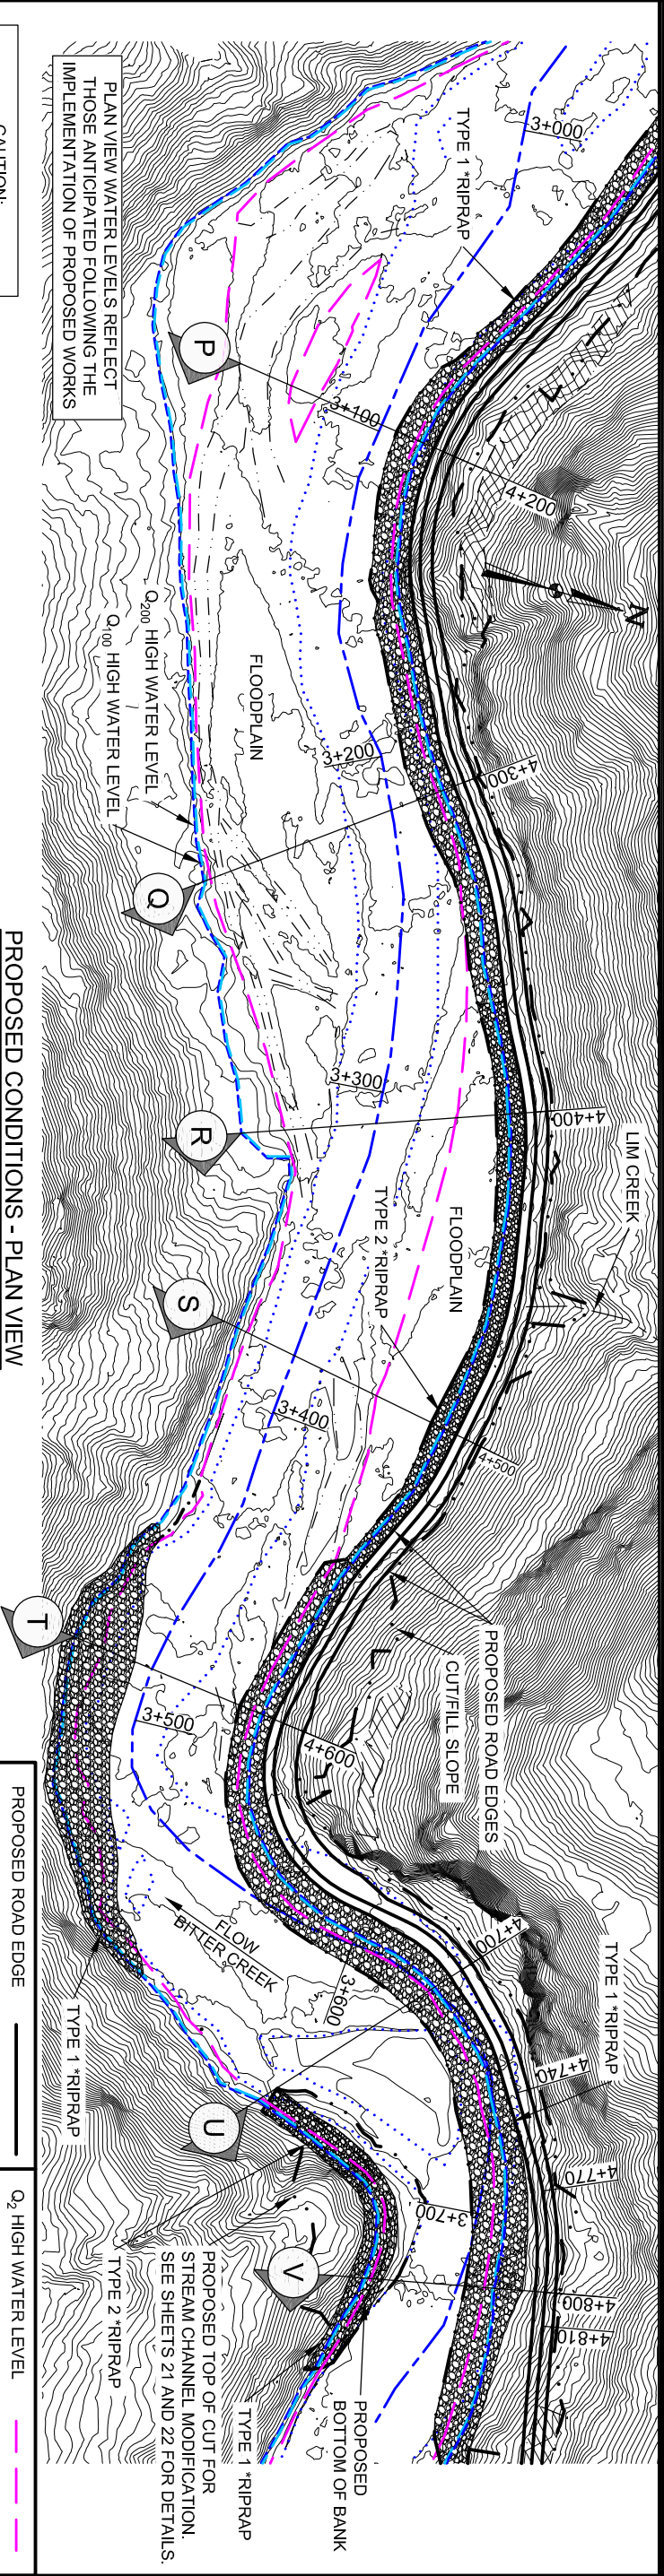 PLAN VIEW WATER LEVELS REFLECT
THOSE ANTICIPATED FOLLOWING THE
IMPLEMENTATION OF PROPOSED WORKS
CAUTION:
TYPE 1 *RIPRAP
3+000
P
3+100
4+200
N
Q200 HIGH WATER LEVEL
Q100 HIGH WATER LEVEL
FLOODPLAIN
3+200
4+300
Q
3+300
R
4+400
LIM CREEK
FLOODPLAIN
TYPE 2 *RIPRAP
S
3+400
4+500
PROPOSED ROAD EDGES
CUT/FILL SLOPE
T
3+500
4+600
FLOW
BITTER CREEK
3+600
4+700
TYPE 1 *RIPRAP
TYPE 1 *RIPRAP
4+740
4+770
U
3+700
V
4+800
4+810
TYPE 2 *RIPRAP
PROPOSED TOP OF CUT FOR
STREAM CHANNEL MODIFICATION.
SEE SHEETS 21 AND 22 FOR DETAILS.
TYPE 1 *RIPRAP
PROPOSED
BOTTOM OF BANK
PROPOSED CONDITIONS - PLAN VIEW
PROPOSED ROAD EDGE
Q2 HIGH WATER LEVEL